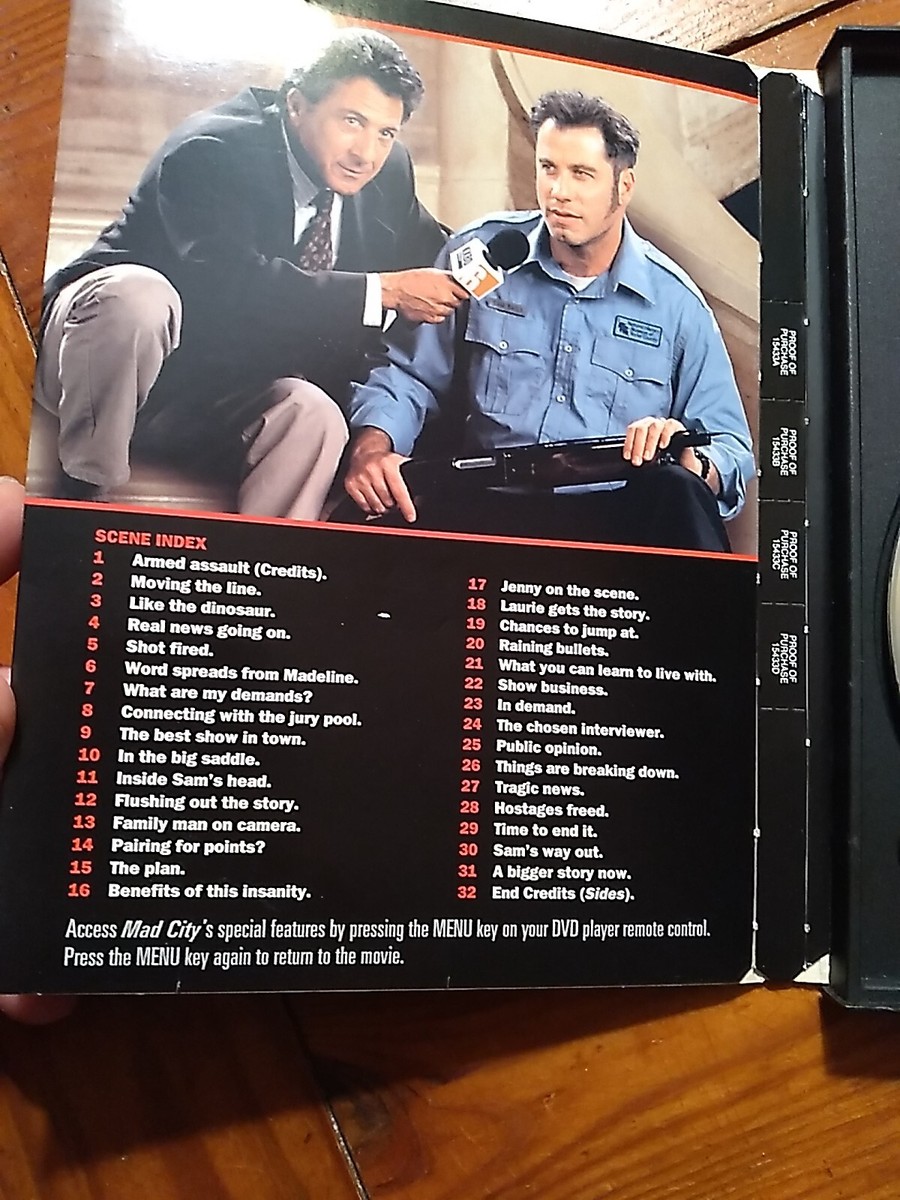 SCENE INDEX
1 Armed assault (Credits).
2 Moving the line.
3 Like the dinosaur.
4 Real news going on.
5 Shot fired.
6 Word spreads from Madeline.
7 What are my demands?
8 Connecting with the jury pool.
9 The best show in town.
10 In the big saddle.
11 Inside Sam's head.
12 Flushing out the story.
13 Family man on camera.
14 Pairing for points?
15 The plan.
16 Benefits of this insanity.
17 Jenny on the scene.
18 Laurie gets the story.
19 Chances to jump at.
20 Raining bullets.
21 What you can learn to live with.
22 Show business.
23 In demand.
24 The chosen interviewer.
25 Public opinion.
26 Things are breaking down.
27 Tragic news.
28 Hostages freed.
29 Time to end it.
30 Sam's way out.
31 A bigger story now.
32 End Credits (Sides).
Access Mad City's special features by pressing the MENU key on your DVD player remote control.
Press the MENU key again to return to the movie.
PROOF OF
PURCHASE
15433A
PROOF OF
PURCHASE
15433B
PROOF OF
PURCHASE
15433C
PROOF OF
PURCHASE
15433D